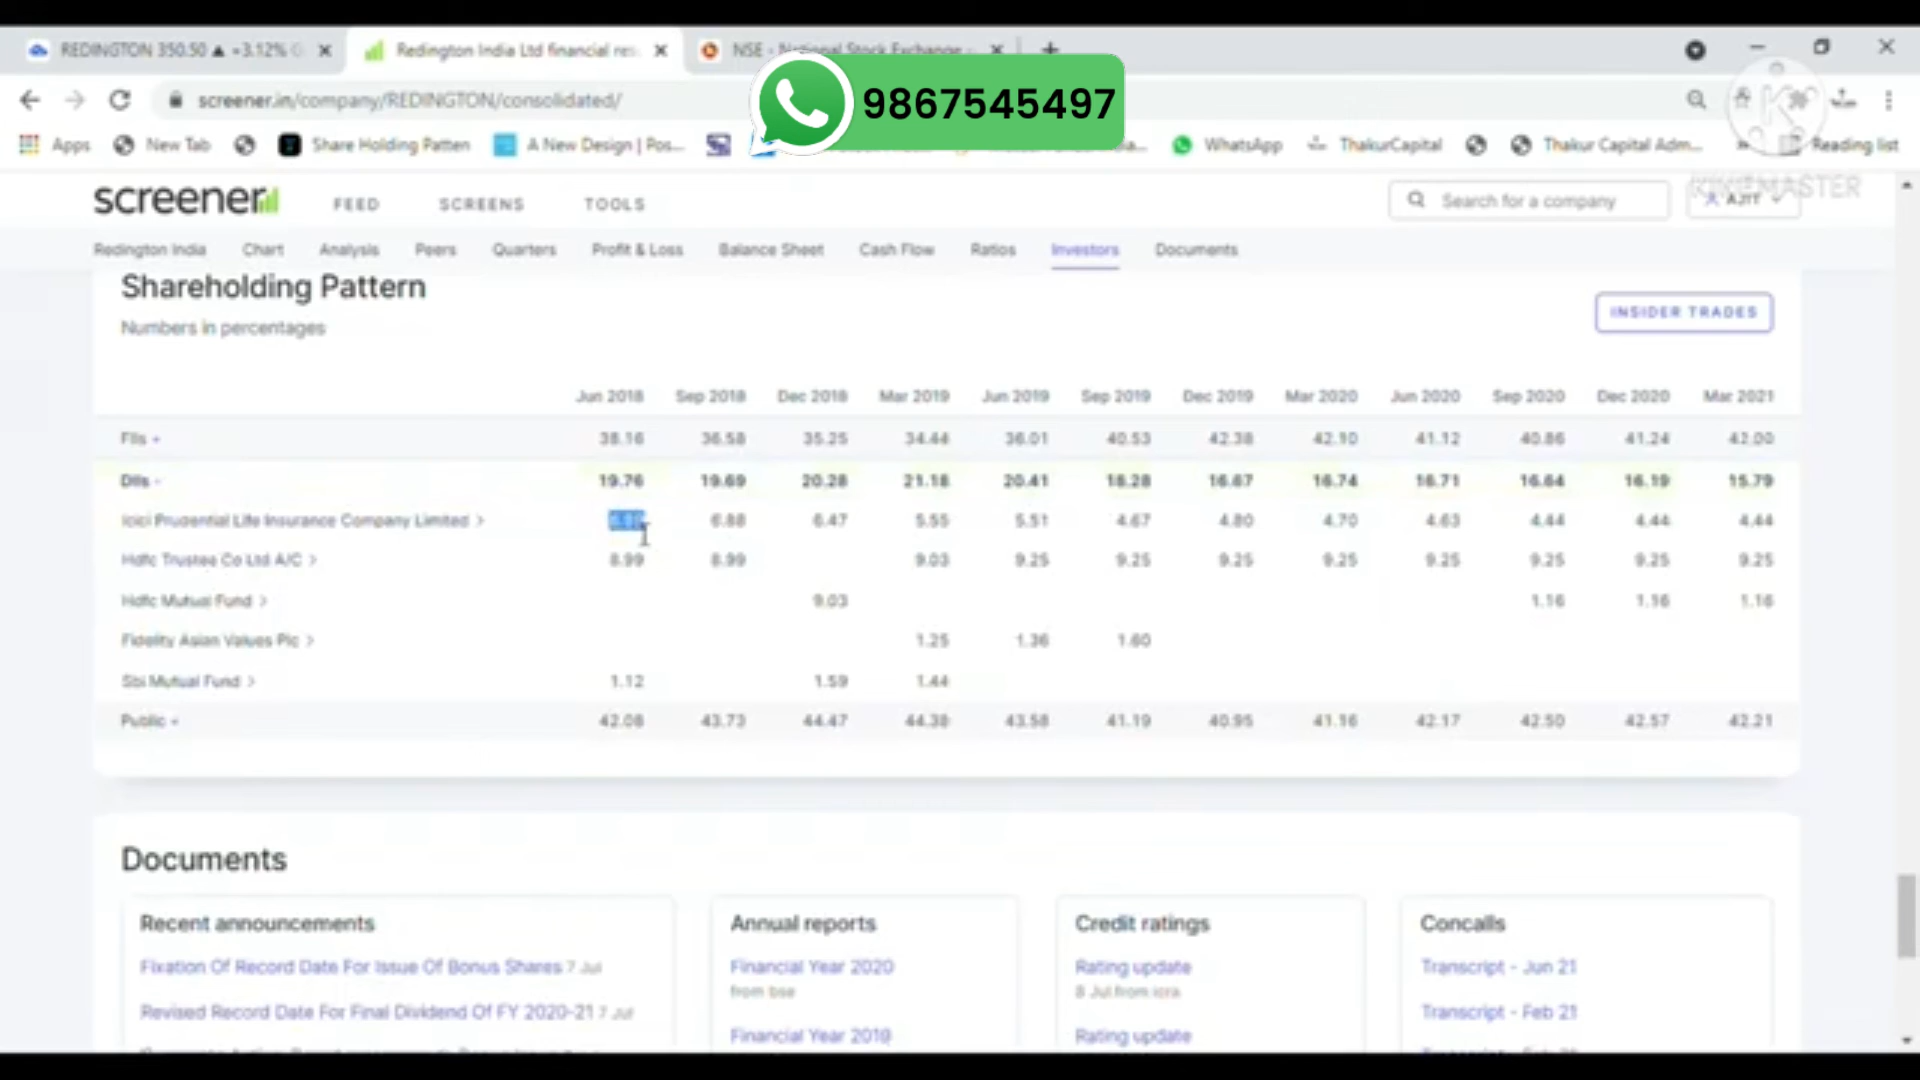 REDINGTON 350.50 ▲ +3.12%
Redington India Ltd financial res
NSE - National Stock Exchange -
9867545497
screener.in/company/REDINGTON/consolidated/
Apps
New Tab
Share Holding Patten
A New Design | Pos...
WhatsApp
ThakurCapital
Thakur Capital Adm...
Reading list
KINEMASTER
screener
FEED SCREENS TOOLS
Search for a company
AJIT
Redington India Chart Analysis Peers Quarters Profit & Loss Balance Sheet Cash Flow Ratios Investors Documents
Shareholding Pattern
INSIDER TRADES
Numbers in percentages
Jun 2018 Sep 2018 Dec 2018 Mar 2019 Jun 2019 Sep 2019 Dec 2019 Mar 2020 Jun 2020 Sep 2020 Dec 2020 Mar 2021
FIIs + 38.16 36.58 35.25 34.44 36.01 40.53 42.38 42.10 41.12 40.86 41.24 42.00
DIIs - 19.76 19.69 20.28 21.18 20.41 18.28 16.67 16.74 16.71 16.64 16.19 15.79
Icici Prudential Life Insurance Company Limited > 6.88 6.47 5.55 5.51 4.67 4.80 4.70 4.63 4.44 4.44 4.44
Hdfc Trustee Co Ltd A/C > 8.99 8.99 9.03 9.25 9.25 9.25 9.25 9.25 9.25 9.25 9.25
Hdfc Mutual Fund > 9.03 1.16 1.16 1.16
Fidelity Asian Values Plc > 1.25 1.36 1.60
Sbi Mutual Fund > 1.12 1.59 1.44
Public + 42.08 43.73 44.47 44.38 43.58 41.19 40.95 41.16 42.17 42.50 42.57 42.21
Documents
Recent announcements
Fixation Of Record Date For Issue Of Bonus Shares 7 Jul
Revised Record Date For Final Dividend Of FY 2020-21 7 Jul
Annual reports
Financial Year 2020
from bse
Financial Year 2019
Credit ratings
Rating update
8 Jul from icra
Rating update
Concalls
Transcript - Jun 21
Transcript - Feb 21